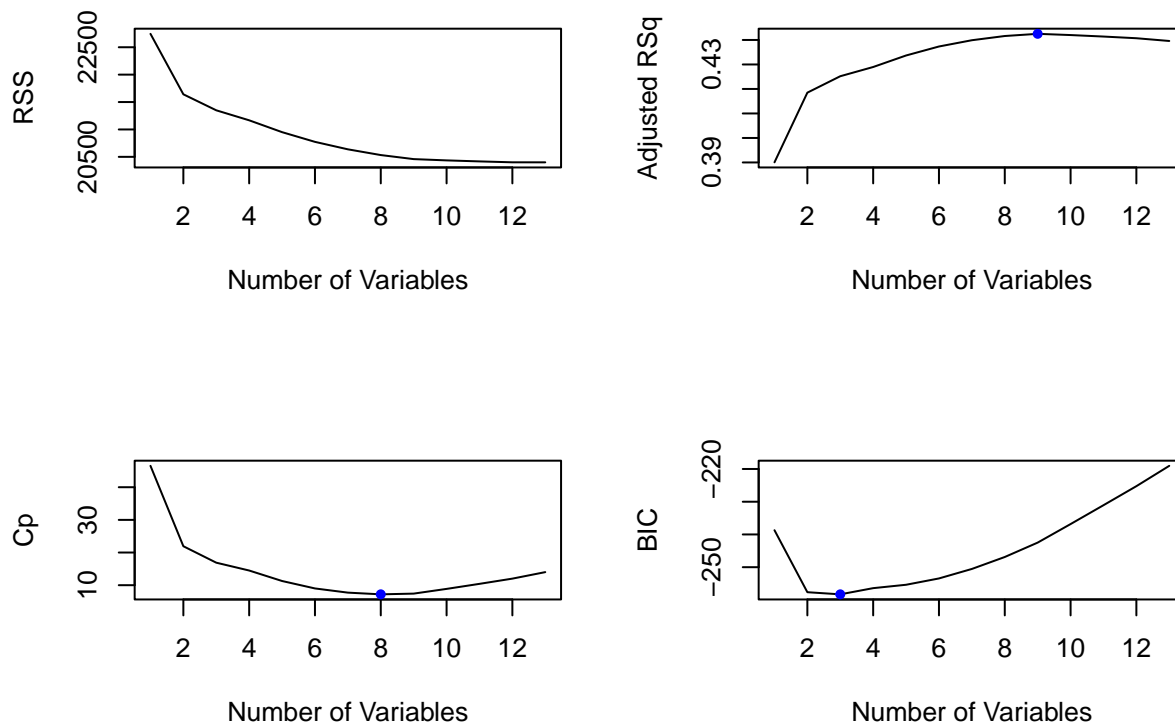 RSS
22500
20500
2 4 6 8 10 12
Number of Variables
Adjusted RSq
0.43
0.39
2 4 6 8 10 12
Number of Variables
Cp
30
10
2 4 6 8 10 12
Number of Variables
BIC
−220
−250
2 4 6 8 10 12
Number of Variables